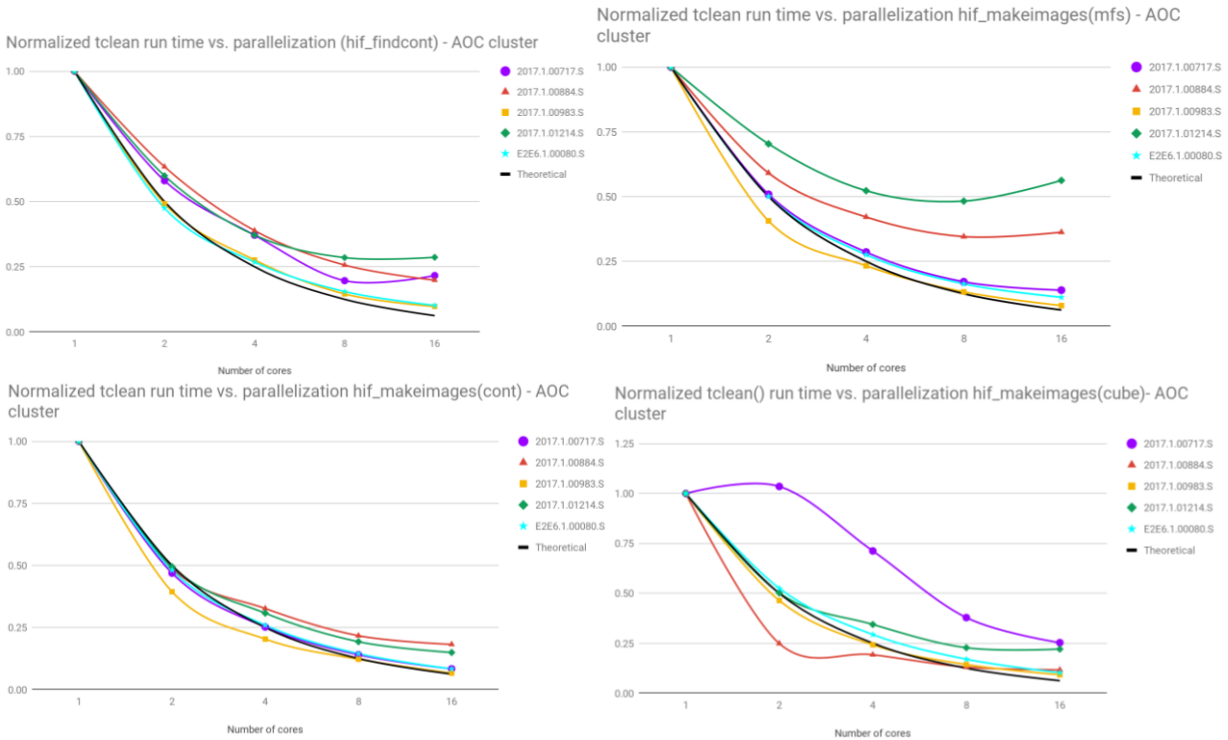 Normalized tclean run time vs. parallelization (hif_findcont) - AOC cluster
1.00
0.75
0.50
0.25
0.00
1
2
4
8
16
Number of cores
2017.1.00717.S
2017.1.00884.S
2017.1.00983.S
2017.1.01214.S
E2E6.1.00080.S
Theoretical
Normalized tclean run time vs. parallelization hif_makeimages(mfs) - AOC
cluster
1.00
0.75
0.50
0.25
0.00
1
2
4
8
16
Number of cores
2017.1.00717.S
2017.1.00884.S
2017.1.00983.S
2017.1.01214.S
E2E6.1.00080.S
Theoretical
Normalized tclean run time vs. parallelization hif_makeimages(cont) - AOC
cluster
1.00
0.75
0.50
0.25
0.00
1
2
4
8
16
Number of cores
2017.1.00717.S
2017.1.00884.S
2017.1.00983.S
2017.1.01214.S
E2E6.1.00080.S
Theoretical
Normalized tclean() run time vs. parallelization hif_makeimages(cube)- AOC
cluster
1.25
1.00
0.75
0.50
0.25
0.00
1
2
4
8
16
Number of cores
2017.1.00717.S
2017.1.00884.S
2017.1.00983.S
2017.1.01214.S
E2E6.1.00080.S
Theoretical